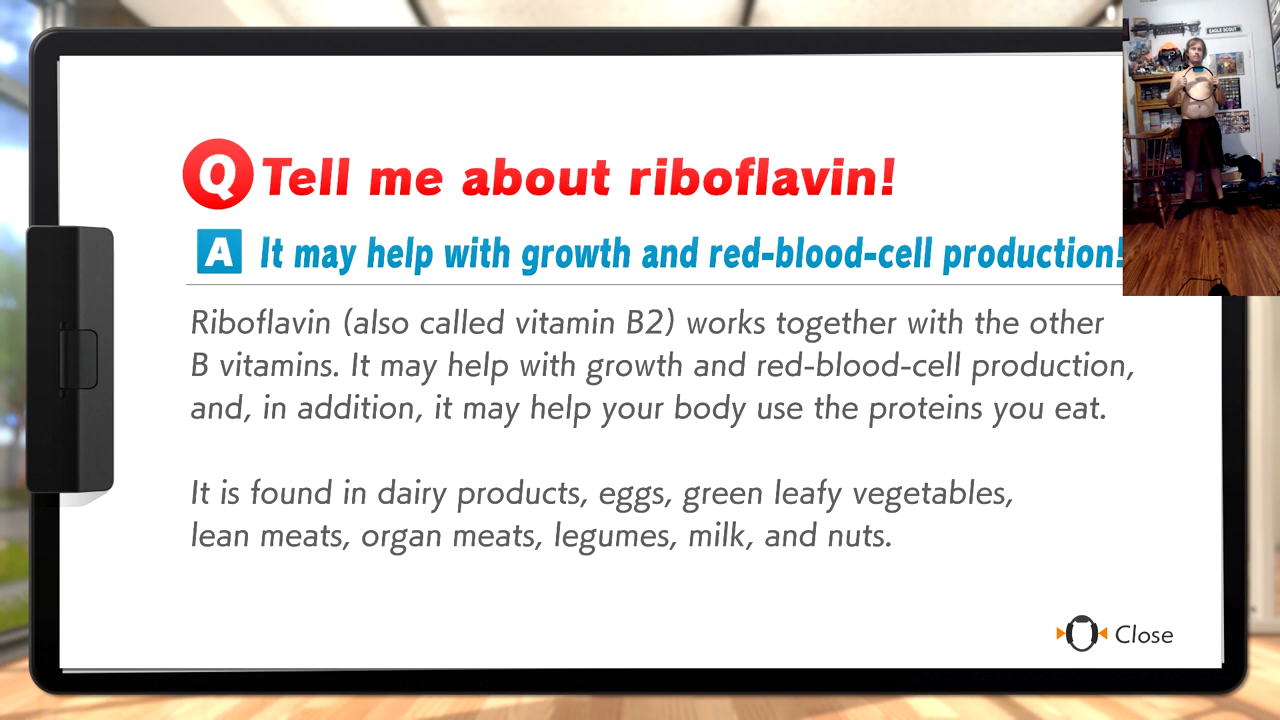 Q Tell me about riboflavin!
A It may help with growth and red-blood-cell production!
Riboflavin (also called vitamin B2) works together with the other
B vitamins. It may help with growth and red-blood-cell production,
and, in addition, it may help your body use the proteins you eat.
It is found in dairy products, eggs, green leafy vegetables,
lean meats, organ meats, legumes, milk, and nuts.
Close
EAGLE SCOUT